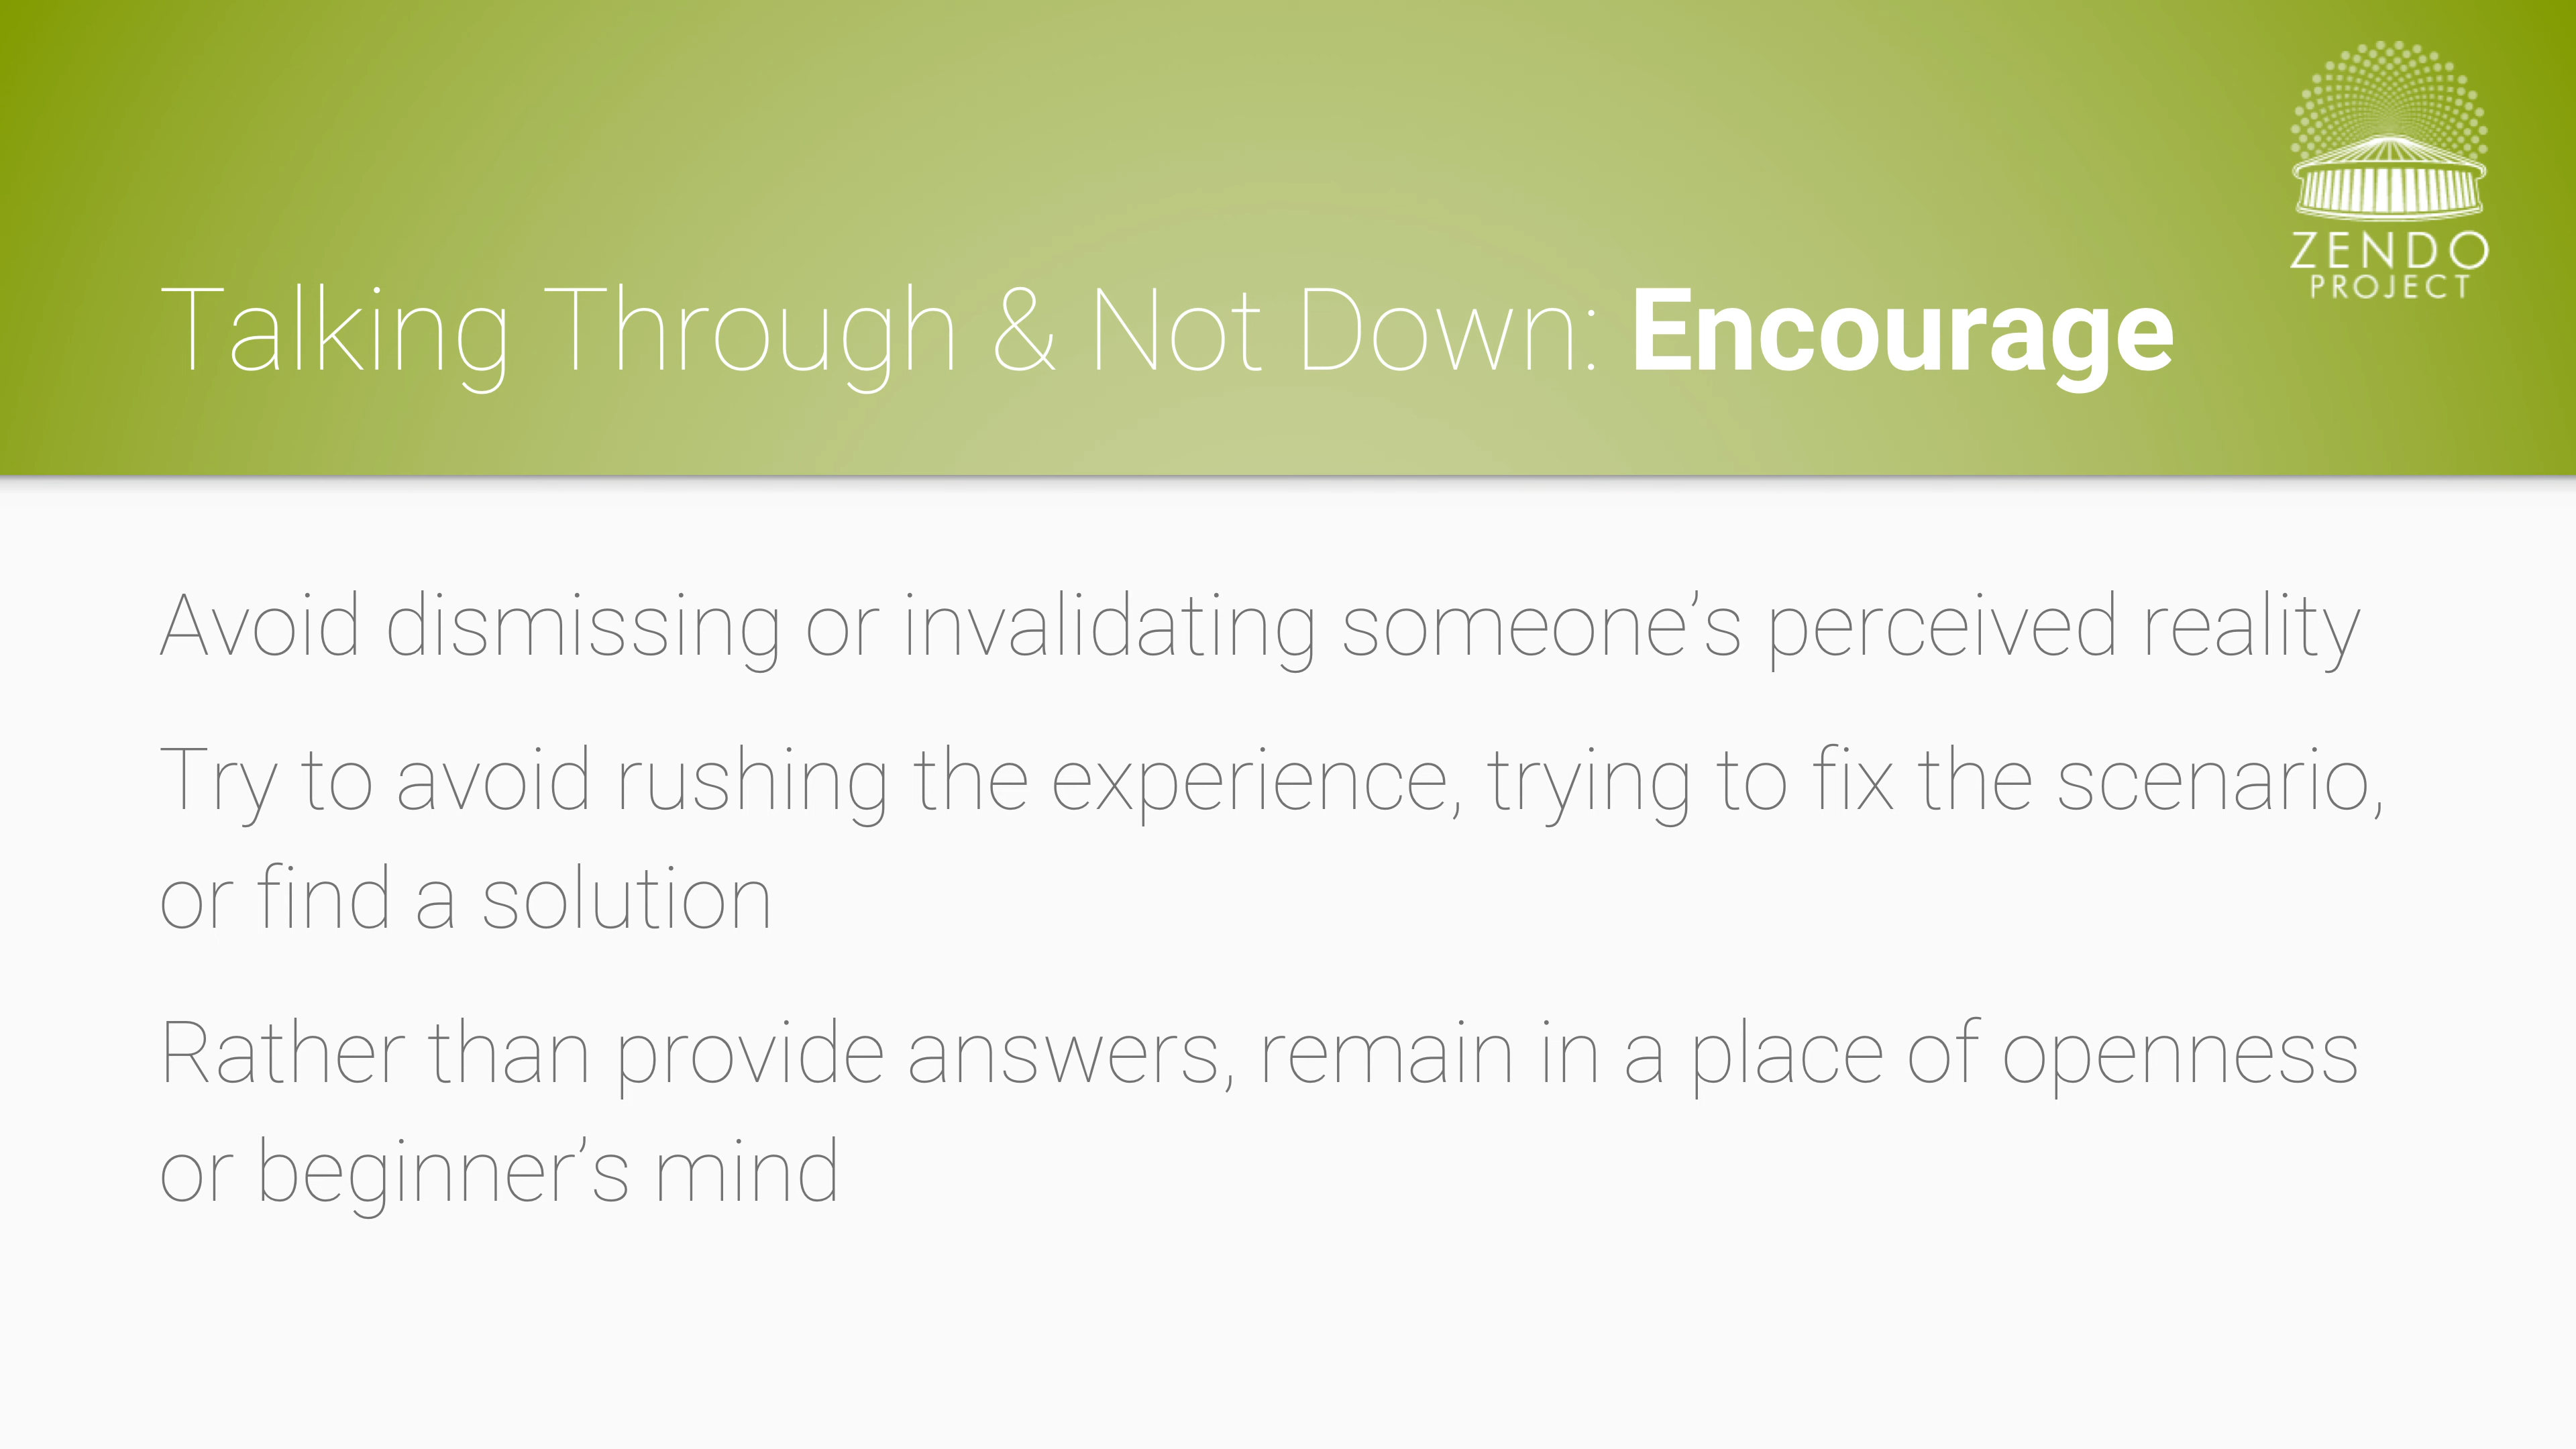 ZENDO
PROJECT
Talking Through & Not Down: Encourage
Avoid dismissing or invalidating someone’s perceived reality
Try to avoid rushing the experience, trying to fix the scenario,
or find a solution
Rather than provide answers, remain in a place of openness
or beginner’s mind